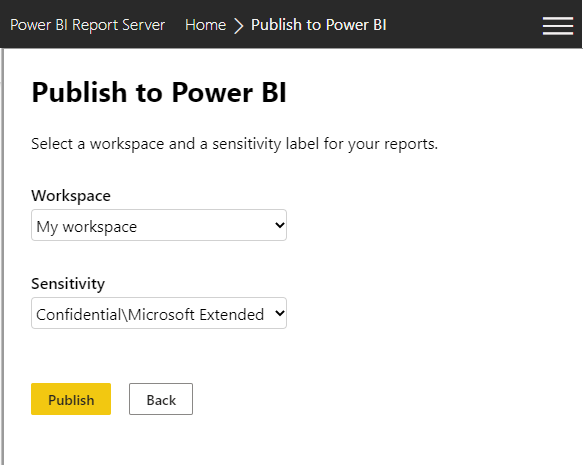 Power BI Report Server Home > Publish to Power BI
Publish to Power BI
Select a workspace and a sensitivity label for your reports.
Workspace
My workspace
Sensitivity
Confidential\Microsoft Extended
Publish Back